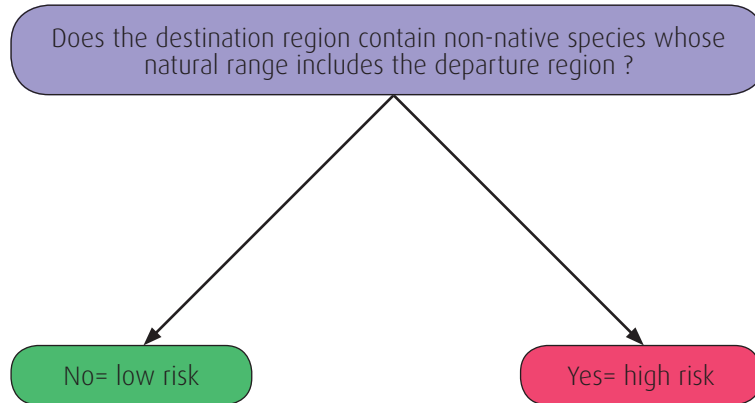 Does the destination region contain non-native species whose
natural range includes the departure region ?
No= low risk
Yes= high risk